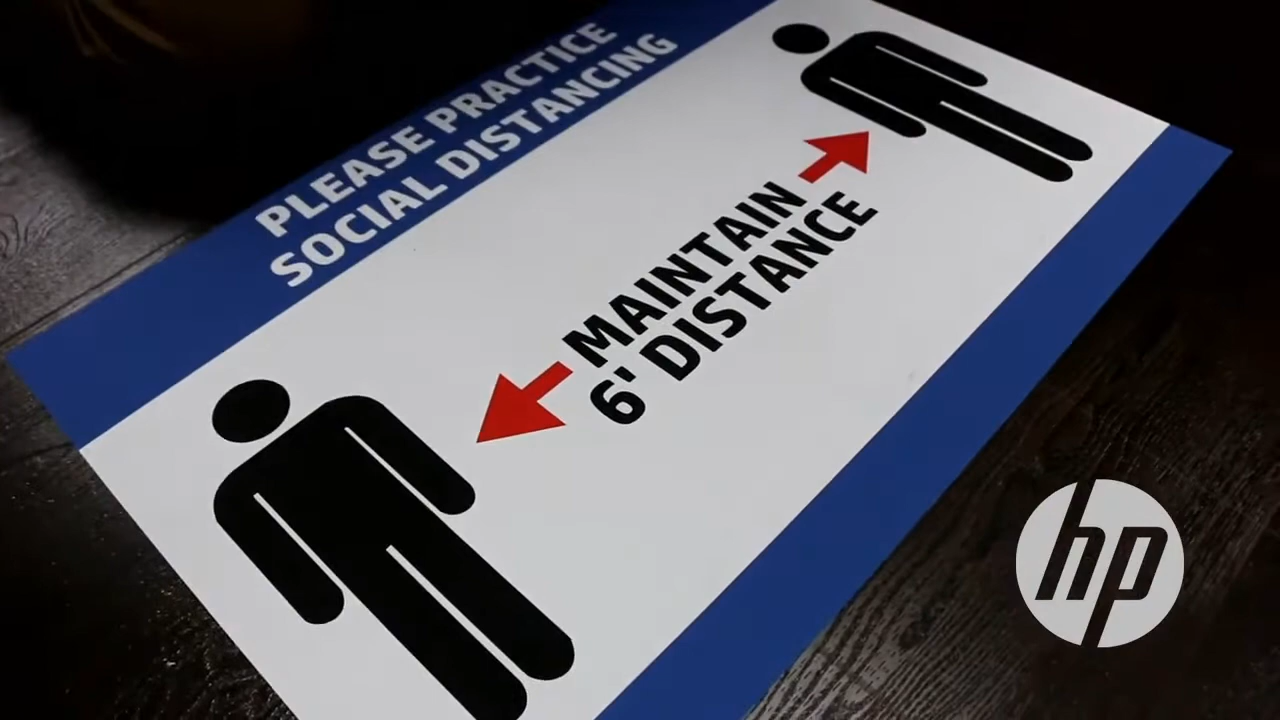 PLEASE PRACTICE
SOCIAL DISTANCING
MAINTAIN
6' DISTANCE
hp